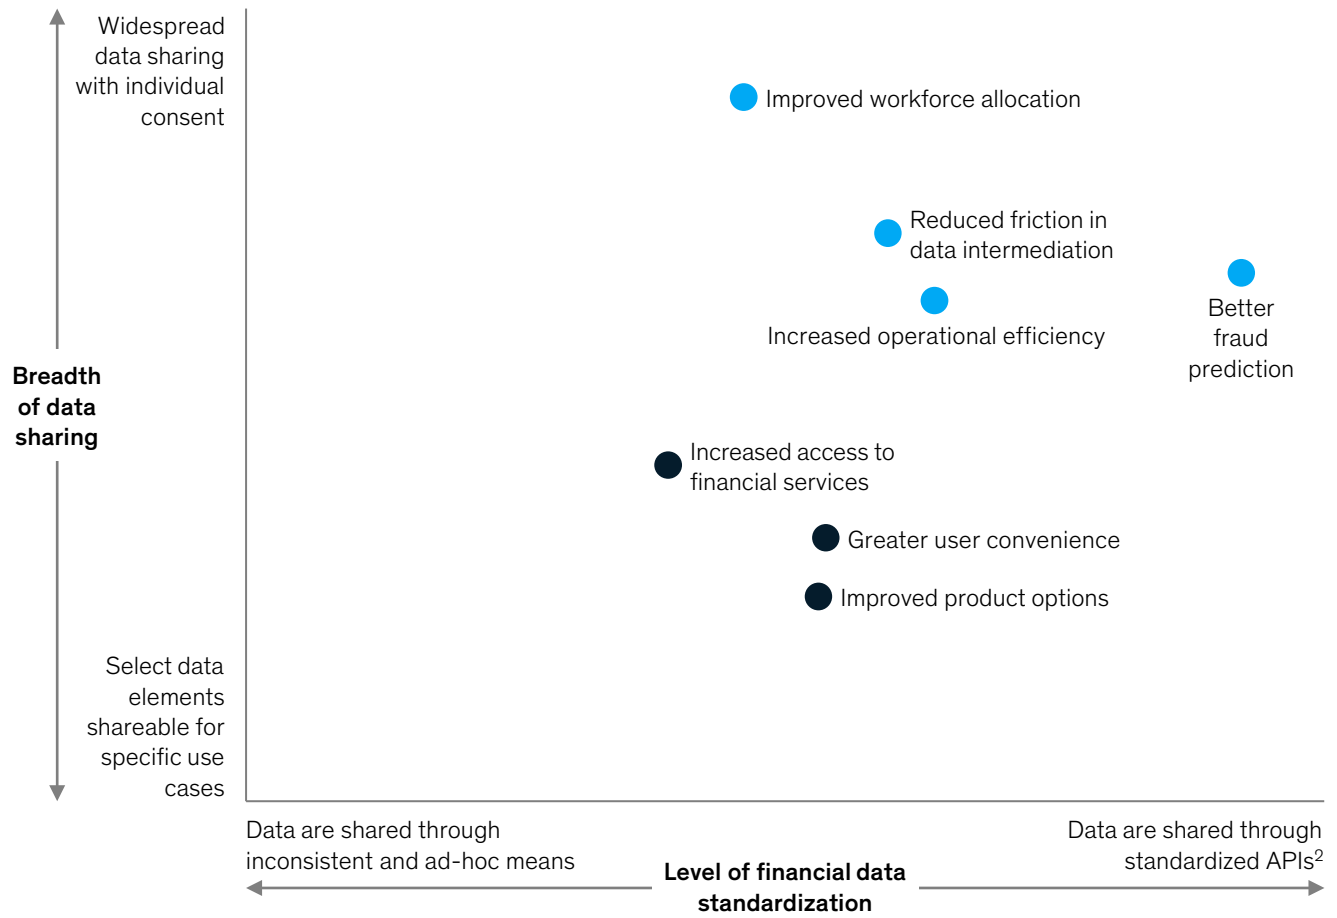 Widespread
data sharing
with individual
consent
Improved workforce allocation
Reduced friction in
data intermediation
Better
fraud
prediction
Increased operational efficiency
Breadth
of data
sharing
Increased access to
financial services
Greater user convenience
Improved product options
Select data
elements
shareable for
specific use
cases
Data are shared through
inconsistent and ad-hoc means
Data are shared through
standardized APIs²
Level of financial data
standardization